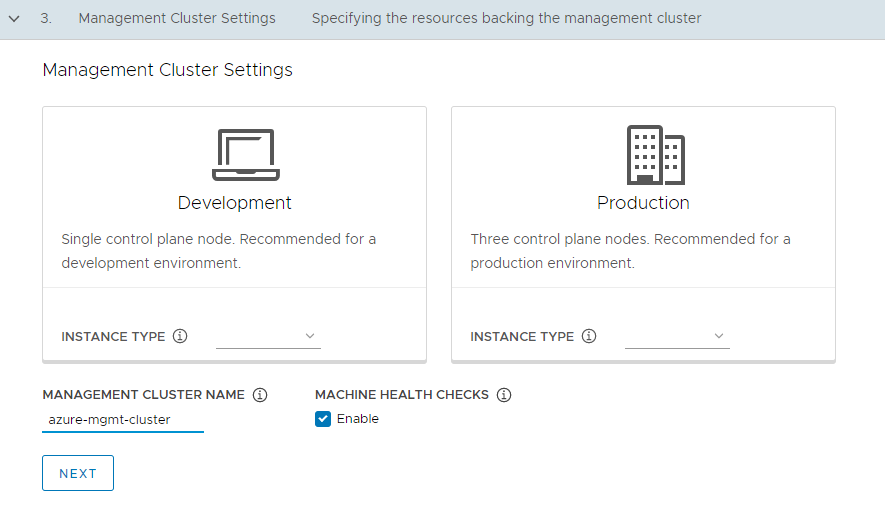 3. Management Cluster Settings Specifying the resources backing the management cluster
Management Cluster Settings
Development
Single control plane node. Recommended for a
development environment.
INSTANCE TYPE
Production
Three control plane nodes. Recommended for a
production environment.
INSTANCE TYPE
MANAGEMENT CLUSTER NAME
azure-mgmt-cluster
MACHINE HEALTH CHECKS
Enable
NEXT